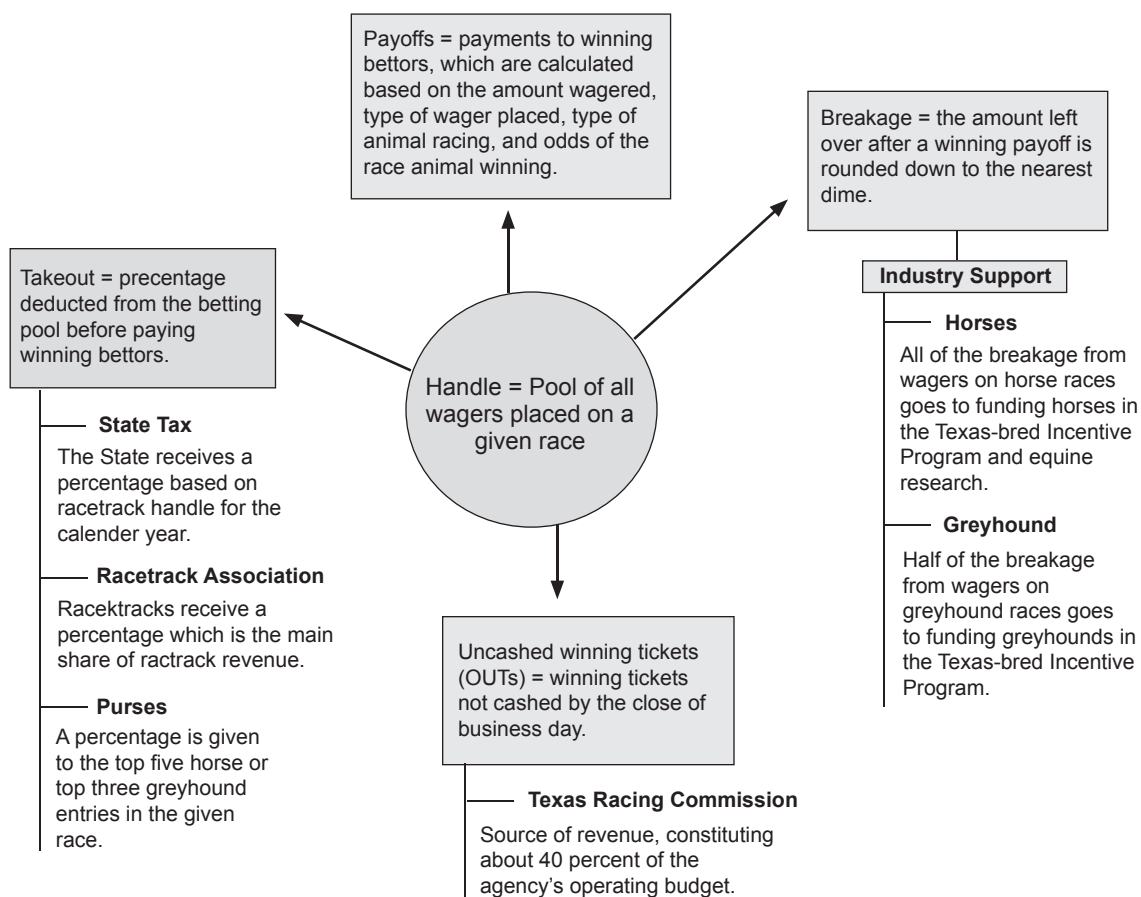 Payoffs = payments to winning
bettors, which are calculated
based on the amount wagered,
type of wager placed, type of
animal racing, and odds of the
race animal winning.
Breakage = the amount left
over after a winning payoff is
rounded down to the nearest
dime.
Industry Support
Horses
All of the breakage from
wagers on horse races
goes to funding horses in
the Texas-bred Incentive
Program and equine
research.
Greyhound
Half of the breakage
from wagers on
greyhound races goes
to funding greyhounds in
the Texas-bred Incentive
Program.
Takeout = precentage
deducted from the betting
pool before paying
winning bettors.
State Tax
The State receives a
percentage based on
racetrack handle for the
calender year.
Racetrack Association
Racektracks receive a
percentage which is the main
share of ractrack revenue.
Purses
A percentage is given
to the top five horse or
top three greyhound
entries in the given
race.
Handle = Pool of all
wagers placed on a
given race
Uncashed winning tickets
(OUTs) = winning tickets
not cashed by the close of
business day.
Texas Racing Commission
Source of revenue, constituting
about 40 percent of the
agency's operating budget.